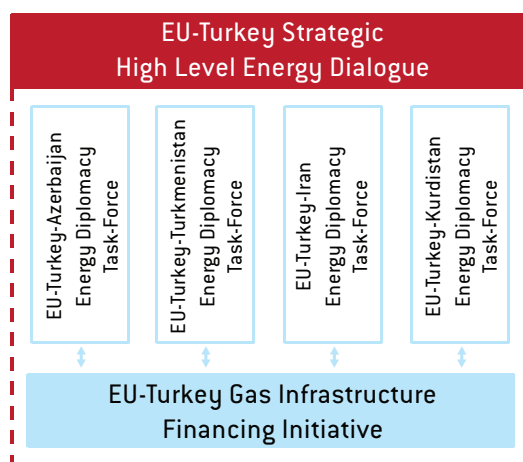 EU-Turkey Strategic
High Level Energy Dialogue
EU-Turkey-Azerbaijan
Energy Diplomacy
Task-Force
EU-Turkey-Turkmenistan
Energy Diplomacy
Task-Force
EU-Turkey-Iran
Energy Diplomacy
Task-Force
EU-Turkey-Kurdistan
Energy Diplomacy
Task-Force
EU-Turkey Gas Infrastructure
Financing Initiative